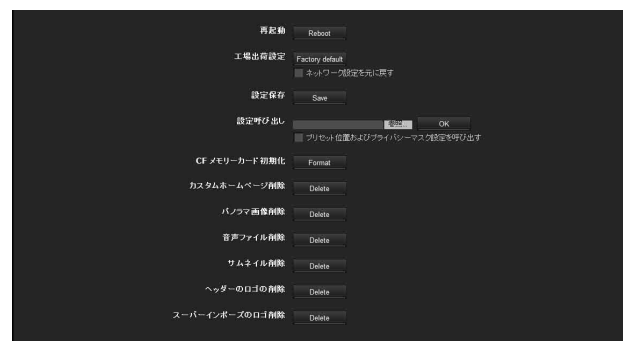 再起動 Reboot
工場出荷設定 Factory default
ネットワーク設定を元に戻す
設定保存 Save
設定呼び出し OK
プリセット位置およびプライバシーマスク設定を呼び出す
CFメモリーカード初期化 Format
カスタムホームページ削除 Delete
パノラマ画像削除 Delete
音声ファイル削除 Delete
サムネイル削除 Delete
ヘッダーのロゴの削除 Delete
スーパーインポーズのロゴ削除 Delete